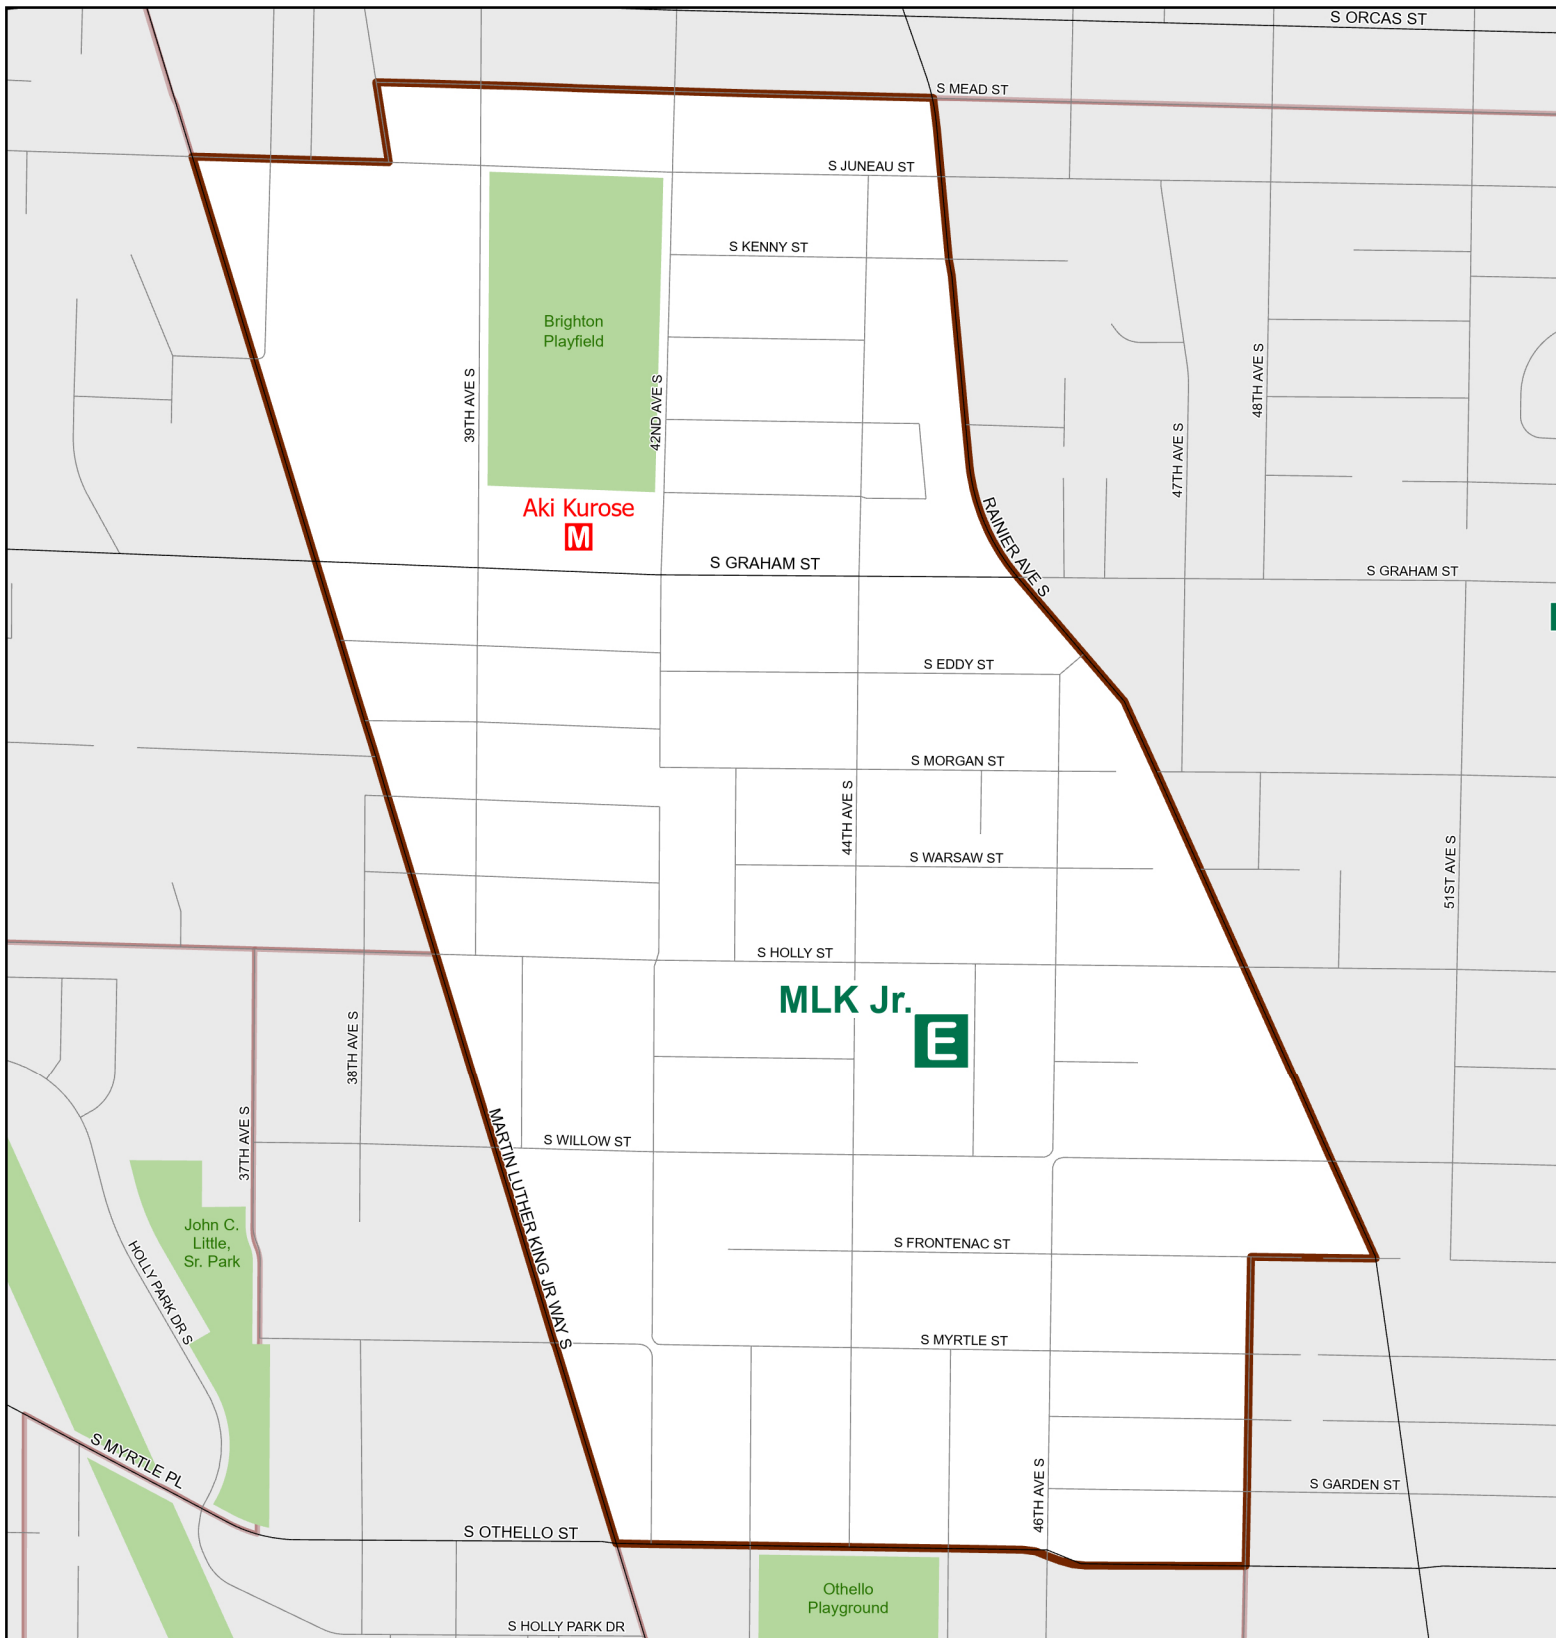 S ORCAS ST
S MEAD ST
S JUNEAU ST
S KENNY ST
Brighton
Playfield
39TH AVE S
42ND AVE S
48TH AVE S
47TH AVE S
Aki Kurose
M
RAINIER AVE S
S GRAHAM ST
S GRAHAM ST
S EDDY ST
S MORGAN ST
44TH AVE S
S WARSAW ST
51ST AVE S
S HOLLY ST
MLK Jr.
E
38TH AVE S
37TH AVE S
MARTIN LUTHER KING JR WAY S
S WILLOW ST
John C.
Little,
Sr. Park
HOLLY PARK DR S
S FRONTENAC ST
S MYRTLE ST
S MYRTLE PL
46TH AVE S
S GARDEN ST
S OTHELLO ST
Othello
Playground
S HOLLY PARK DR